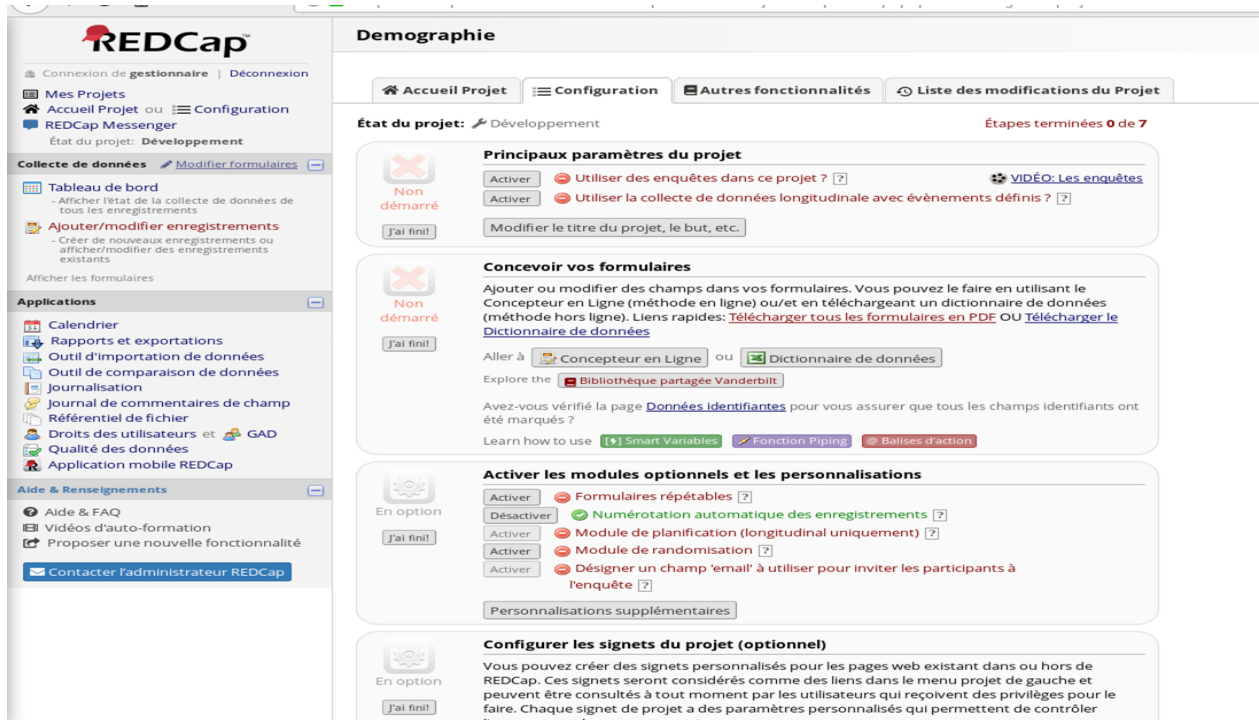 REDCap
Connexion de gestionnaire | Déconnexion
Mes Projets
Accueil Projet ou Configuration
REDCap Messenger
État du projet: Développement
Collecte de données Modifier formulaires
Tableau de bord
- Afficher l'état de la collecte de données de
tous les enregistrements
Ajouter/modifier enregistrements
- Créer de nouveaux enregistrements ou
afficher/modifier des enregistrements
existants
Afficher les formulaires
Applications
Calendrier
Rapports et exportations
Outil d'importation de données
Outil de comparaison de données
Journalisation
Journal de commentaires de champ
Référentiel de fichier
Droits des utilisateurs et GAD
Qualité des données
Application mobile REDCap
Aide & Renseignements
Aide & FAQ
Vidéos d'auto-formation
Proposer une nouvelle fonctionnalité
Contacter l'administrateur REDCap
Demographie
Accueil Projet Configuration Autres fonctionnalités Liste des modifications du Projet
État du projet: Développement Étapes terminées 0 de 7
Non
démarré
J'ai fini!
Principaux paramètres du projet
Activer Utiliser des enquêtes dans ce projet ? ? VIDÉO: Les enquêtes
Activer Utiliser la collecte de données longitudinale avec évènements définis ? ?
Modifier le titre du projet, le but, etc.
Non
démarré
J'ai fini!
Concevoir vos formulaires
Ajouter ou modifier des champs dans vos formulaires. Vous pouvez le faire en utilisant le
Concepteur en Ligne (méthode en ligne) ou/et en téléchargeant un dictionnaire de données
(méthode hors ligne). Liens rapides: Télécharger tous les formulaires en PDF OU Télécharger le
Dictionnaire de données
Aller à Concepteur en Ligne ou Dictionnaire de données
Explore the Bibliothèque partagée Vanderbilt
Avez-vous vérifié la page Données identifiantes pour vous assurer que tous les champs identifiants ont
été marqués ?
Learn how to use [⚡] Smart Variables Fonction Piping @ Balises d'action
En option
J'ai fini!
Activer les modules optionnels et les personnalisations
Activer Formulaires répétables ?
Désactiver Numérotation automatique des enregistrements ?
Activer Module de planification (longitudinal uniquement) ?
Activer Module de randomisation ?
Activer Désigner un champ 'email' à utiliser pour inviter les participants à
l'enquête ?
Personnalisations supplémentaires
En option
J'ai fini!
Configurer les signets du projet (optionnel)
Vous pouvez créer des signets personnalisés pour les pages web existant dans ou hors de
REDCap. Ces signets seront considérés comme des liens dans le menu projet de gauche et
peuvent être consultés à tout moment par les utilisateurs qui reçoivent des privilèges pour le
faire. Chaque signet de projet a des paramètres personnalisés qui permettent de contrôler